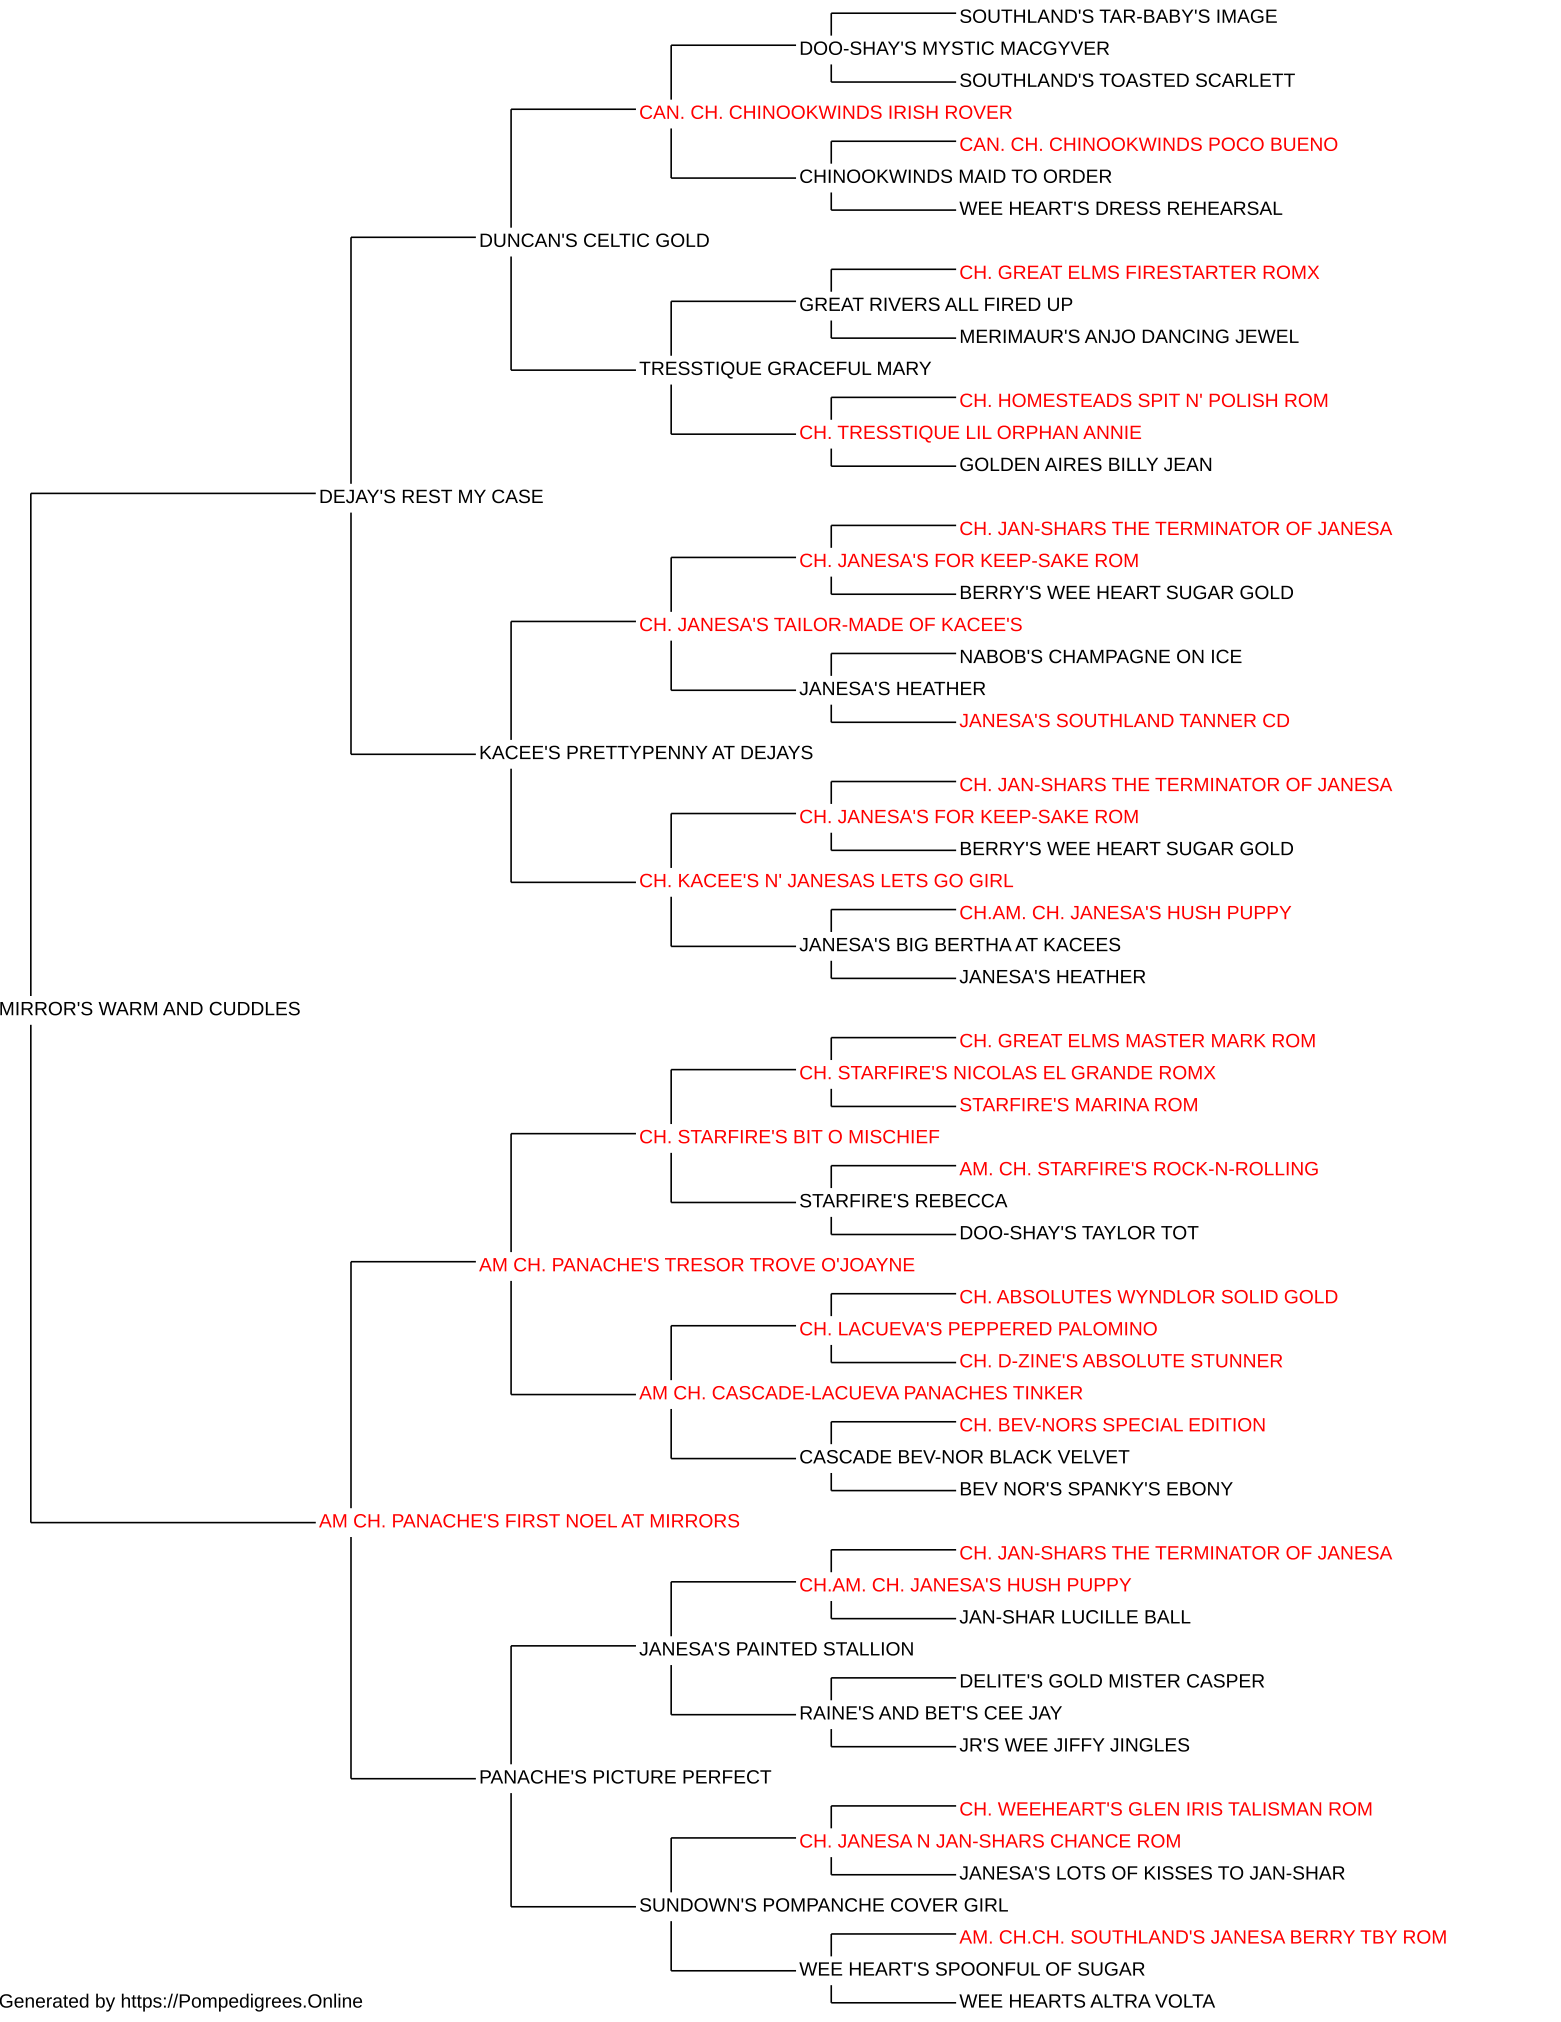 SOUTHLAND'S TAR-BABY'S IMAGE
DOO-SHAY'S MYSTIC MACGYVER
SOUTHLAND'S TOASTED SCARLETT
CAN. CH. CHINOOKWINDS IRISH ROVER
CAN. CH. CHINOOKWINDS POCO BUENO
CHINOOKWINDS MAID TO ORDER
WEE HEART'S DRESS REHEARSAL
DUNCAN'S CELTIC GOLD
CH. GREAT ELMS FIRESTARTER ROMX
GREAT RIVERS ALL FIRED UP
MERIMAUR'S ANJO DANCING JEWEL
TRESSTIQUE GRACEFUL MARY
CH. HOMESTEADS SPIT N' POLISH ROM
CH. TRESSTIQUE LIL ORPHAN ANNIE
GOLDEN AIRES BILLY JEAN
DEJAY'S REST MY CASE
CH. JAN-SHARS THE TERMINATOR OF JANESA
CH. JANESA'S FOR KEEP-SAKE ROM
BERRY'S WEE HEART SUGAR GOLD
CH. JANESA'S TAILOR-MADE OF KACEE'S
NABOB'S CHAMPAGNE ON ICE
JANESA'S HEATHER
JANESA'S SOUTHLAND TANNER CD
KACEE'S PRETTYPENNY AT DEJAYS
CH. JAN-SHARS THE TERMINATOR OF JANESA
CH. JANESA'S FOR KEEP-SAKE ROM
BERRY'S WEE HEART SUGAR GOLD
CH. KACEE'S N' JANESAS LETS GO GIRL
CH.AM. CH. JANESA'S HUSH PUPPY
JANESA'S BIG BERTHA AT KACEES
JANESA'S HEATHER
MIRROR'S WARM AND CUDDLES
CH. GREAT ELMS MASTER MARK ROM
CH. STARFIRE'S NICOLAS EL GRANDE ROMX
STARFIRE'S MARINA ROM
CH. STARFIRE'S BIT O MISCHIEF
AM. CH. STARFIRE'S ROCK-N-ROLLING
STARFIRE'S REBECCA
DOO-SHAY'S TAYLOR TOT
AM CH. PANACHE'S TRESOR TROVE O'JOAYNE
CH. ABSOLUTES WYNDLOR SOLID GOLD
CH. LACUEVA'S PEPPERED PALOMINO
CH. D-ZINE'S ABSOLUTE STUNNER
AM CH. CASCADE-LACUEVA PANACHES TINKER
CH. BEV-NORS SPECIAL EDITION
CASCADE BEV-NOR BLACK VELVET
BEV NOR'S SPANKY'S EBONY
AM CH. PANACHE'S FIRST NOEL AT MIRRORS
CH. JAN-SHARS THE TERMINATOR OF JANESA
CH.AM. CH. JANESA'S HUSH PUPPY
JAN-SHAR LUCILLE BALL
JANESA'S PAINTED STALLION
DELITE'S GOLD MISTER CASPER
RAINE'S AND BET'S CEE JAY
JR'S WEE JIFFY JINGLES
PANACHE'S PICTURE PERFECT
CH. WEEHEART'S GLEN IRIS TALISMAN ROM
CH. JANESA N JAN-SHARS CHANCE ROM
JANESA'S LOTS OF KISSES TO JAN-SHAR
SUNDOWN'S POMPANCHE COVER GIRL
AM. CH.CH. SOUTHLAND'S JANESA BERRY TBY ROM
WEE HEART'S SPOONFUL OF SUGAR
WEE HEARTS ALTRA VOLTA
Generated by https://Pompedigrees.Online